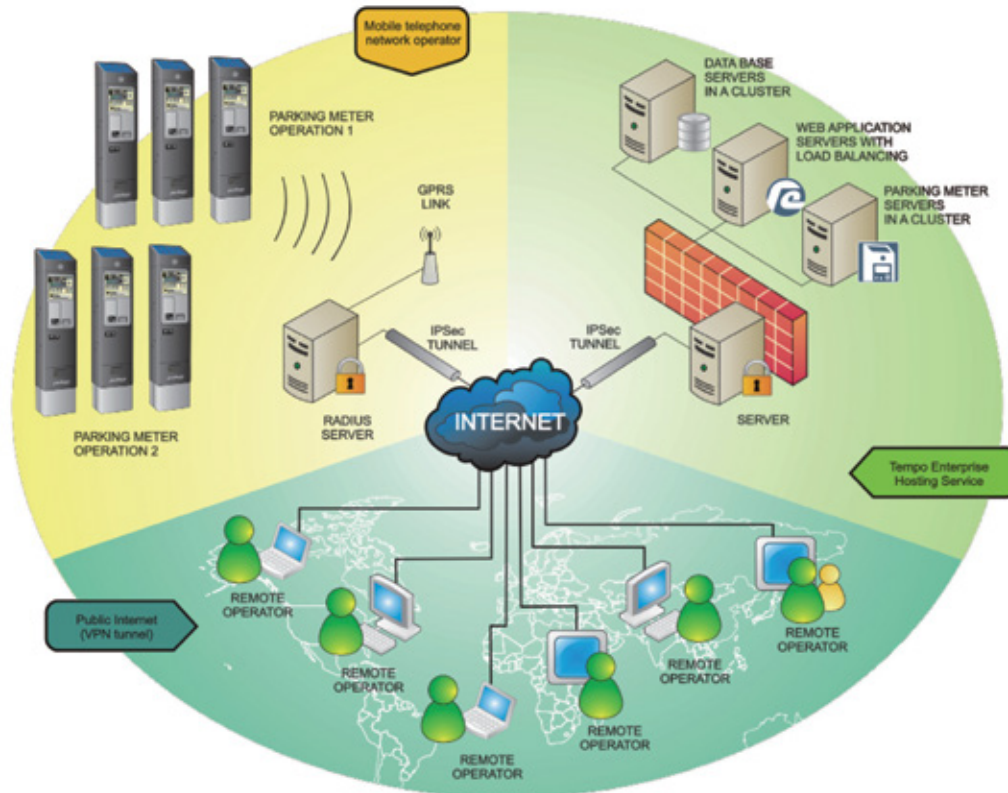 Mobile telephone
network operator
PARKING METER
OPERATION 1
GPRS
LINK
DATA BASE
SERVERS
IN A CLUSTER
WEB APPLICATION
SERVERS WITH
LOAD BALANCING
PARKING METER
SERVERS
IN A CLUSTER
IPSec
TUNNEL
IPSec
TUNNEL
RADIUS
SERVER
INTERNET
SERVER
PARKING METER
OPERATION 2
Tempo Enterprise
Hosting Service
Public Internet
(VPN tunnel)
REMOTE
OPERATOR
REMOTE
OPERATOR
REMOTE
OPERATOR
REMOTE
OPERATOR
REMOTE
OPERATOR
REMOTE
OPERATOR